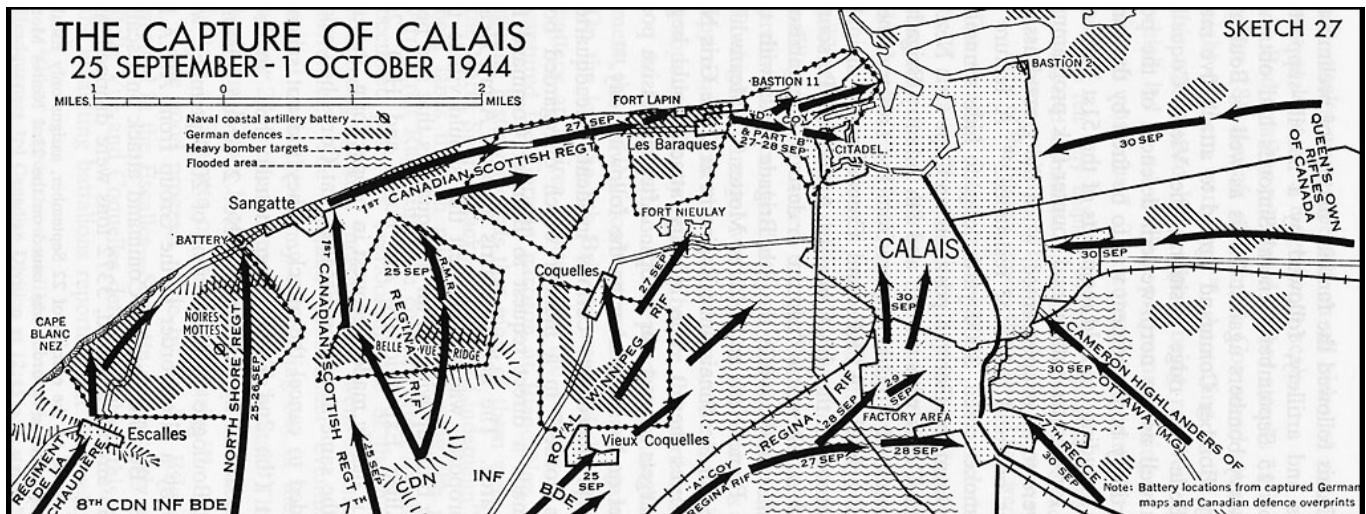 THE CAPTURE OF CALAIS
25 SEPTEMBER - 1 OCTOBER 1944
SKETCH 27
MILES 1 0 1 2 MILES
Naval coastal artillery battery
German defences
Heavy bomber targets
Flooded area
BASTION 11
BASTION 2
FORT LAPIN
27 SEP
"D" COY
& PART "B"
27-28 SEP
CITADEL
Les Baraques
1ST CANADIAN SCOTTISH REGT
Sangatte
BATTERY
FORT NIEULAY
30 SEP
QUEEN'S OWN
RIFLES
OF CANADA
30 SEP
CALAIS
CAPE
BLANC
NEZ
NOIRES
MOTTES
NORTH SHORE REGT
25-26 SEP
1ST CANADIAN SCOTTISH REGT
25 SEP
25 SEP
R.M.R.
REGINA RIF
BELLE VUE RIDGE
Coquelles
27 SEP
ROYAL WINNIPEG RIF
30 SEP
CAMERON HIGHLANDERS OF
OTTAWA (MG)
30 SEP
Escalles
REGIMENT
DE LA
CHAUDIÈRE
8TH CDN INF BDE
7TH CDN INF BDE
Vieux Coquelles
25
SEP
REGINA RIF
28 SEP
29 SEP
FACTORY AREA
"A" COY
REGINA RIF
27 SEP
28 SEP
7TH RECCE
30 SEP
Note: Battery locations from captured German
maps and Canadian defence overprints